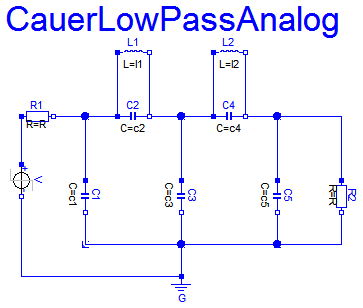 CauerLowPassAnalog
L1
L=l1
L2
L=l2
R1
R=R
C2
C=c2
C4
C=c4
V
C1
C=c1
C3
C=c3
C5
C=c5
R2
R=R
G